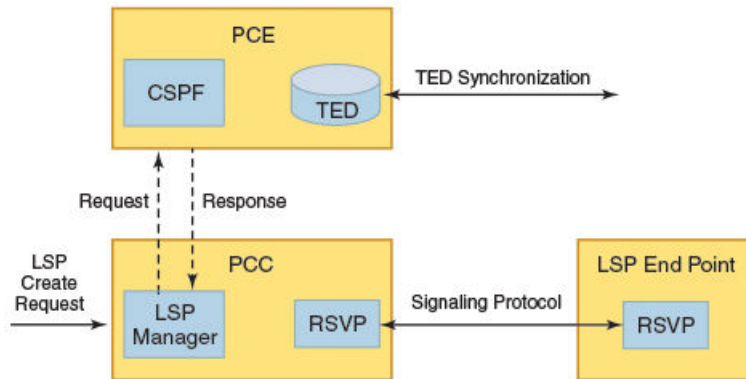 PCE
CSPF
TED
TED Synchronization
Request
Response
LSP
Create
Request
PCC
LSP
Manager
RSVP
Signaling Protocol
LSP End Point
RSVP